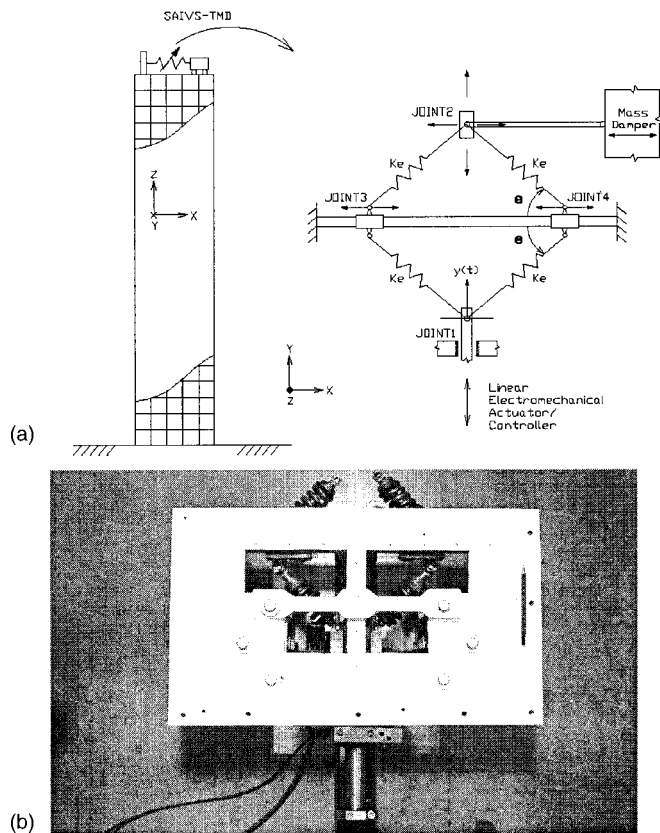 SAIVS-TMD
JOINT2
Mass
Damper
Ke
Ke
Z
X
Y
JOINT3
JOINT4
θ
θ
Ke
y(t)
Ke
JOINT1
Y
X
Z
Linear
Electromechanical
Actuator/
Controller
(a)
(b)